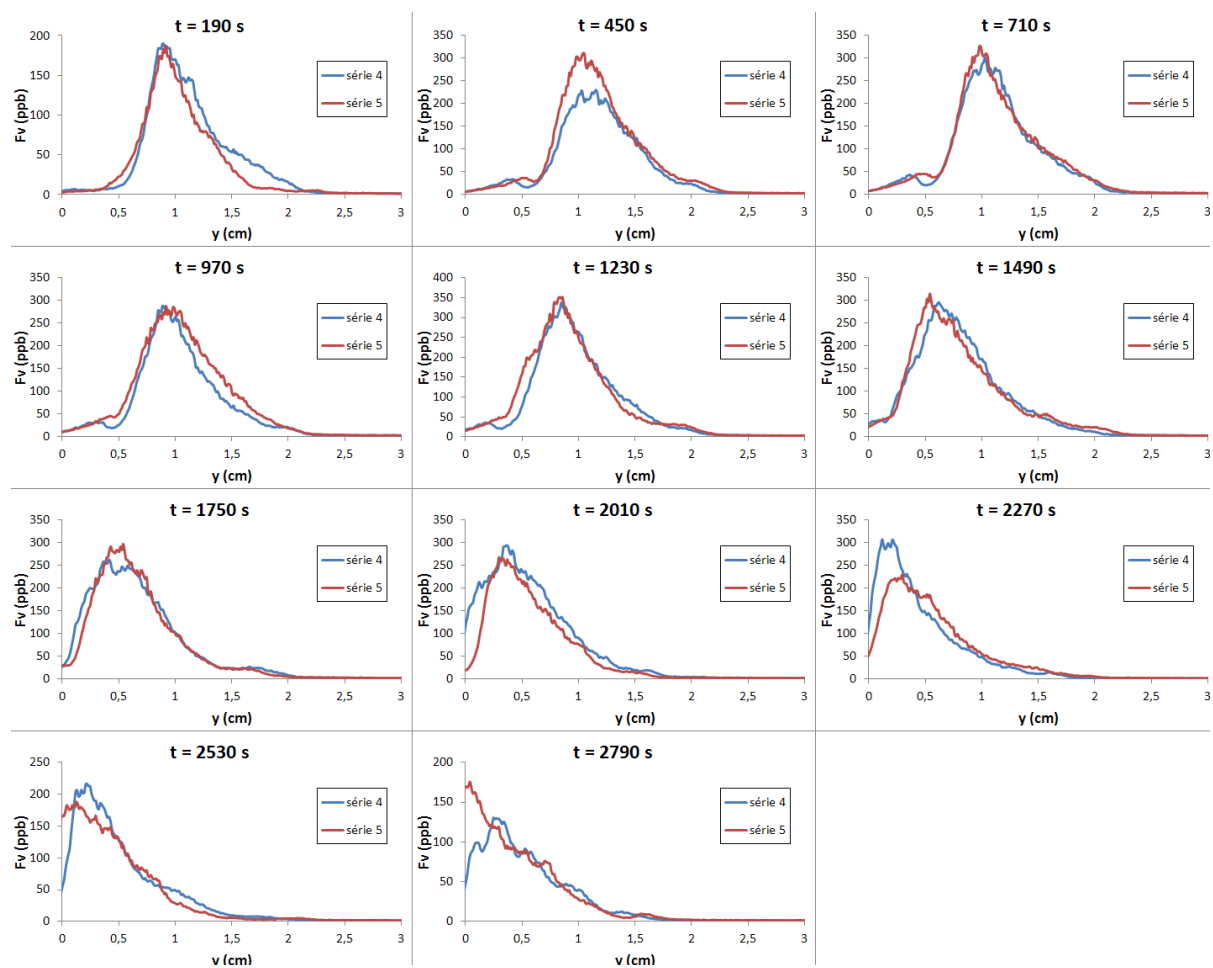 t = 190 s
200
150
100
50
0
Fv (ppb)
série 4
série 5
0 0,5 1 1,5 2 2,5 3
y (cm)
t = 450 s
350
300
250
200
150
100
50
0
Fv (ppb)
série 4
série 5
0 0,5 1 1,5 2 2,5 3
y (cm)
t = 710 s
350
300
250
200
150
100
50
0
Fv (ppb)
série 4
série 5
0 0,5 1 1,5 2 2,5 3
y (cm)
t = 970 s
350
300
250
200
150
100
50
0
Fv (ppb)
série 4
série 5
0 0,5 1 1,5 2 2,5 3
y (cm)
t = 1230 s
400
350
300
250
200
150
100
50
0
Fv (ppb)
série 4
série 5
0 0,5 1 1,5 2 2,5 3
y (cm)
t = 1490 s
350
300
250
200
150
100
50
0
Fv (ppb)
série 4
série 5
0 0,5 1 1,5 2 2,5 3
y (cm)
t = 1750 s
350
300
250
200
150
100
50
0
Fv (ppb)
série 4
série 5
0 0,5 1 1,5 2 2,5 3
y (cm)
t = 2010 s
350
300
250
200
150
100
50
0
Fv (ppb)
série 4
série 5
0 0,5 1 1,5 2 2,5 3
y (cm)
t = 2270 s
350
300
250
200
150
100
50
0
Fv (ppb)
série 4
série 5
0 0,5 1 1,5 2 2,5 3
y (cm)
t = 2530 s
250
200
150
100
50
0
Fv (ppb)
série 4
série 5
0 0,5 1 1,5 2 2,5 3
y (cm)
t = 2790 s
200
150
100
50
0
Fv (ppb)
série 4
série 5
0 0,5 1 1,5 2 2,5 3
y (cm)